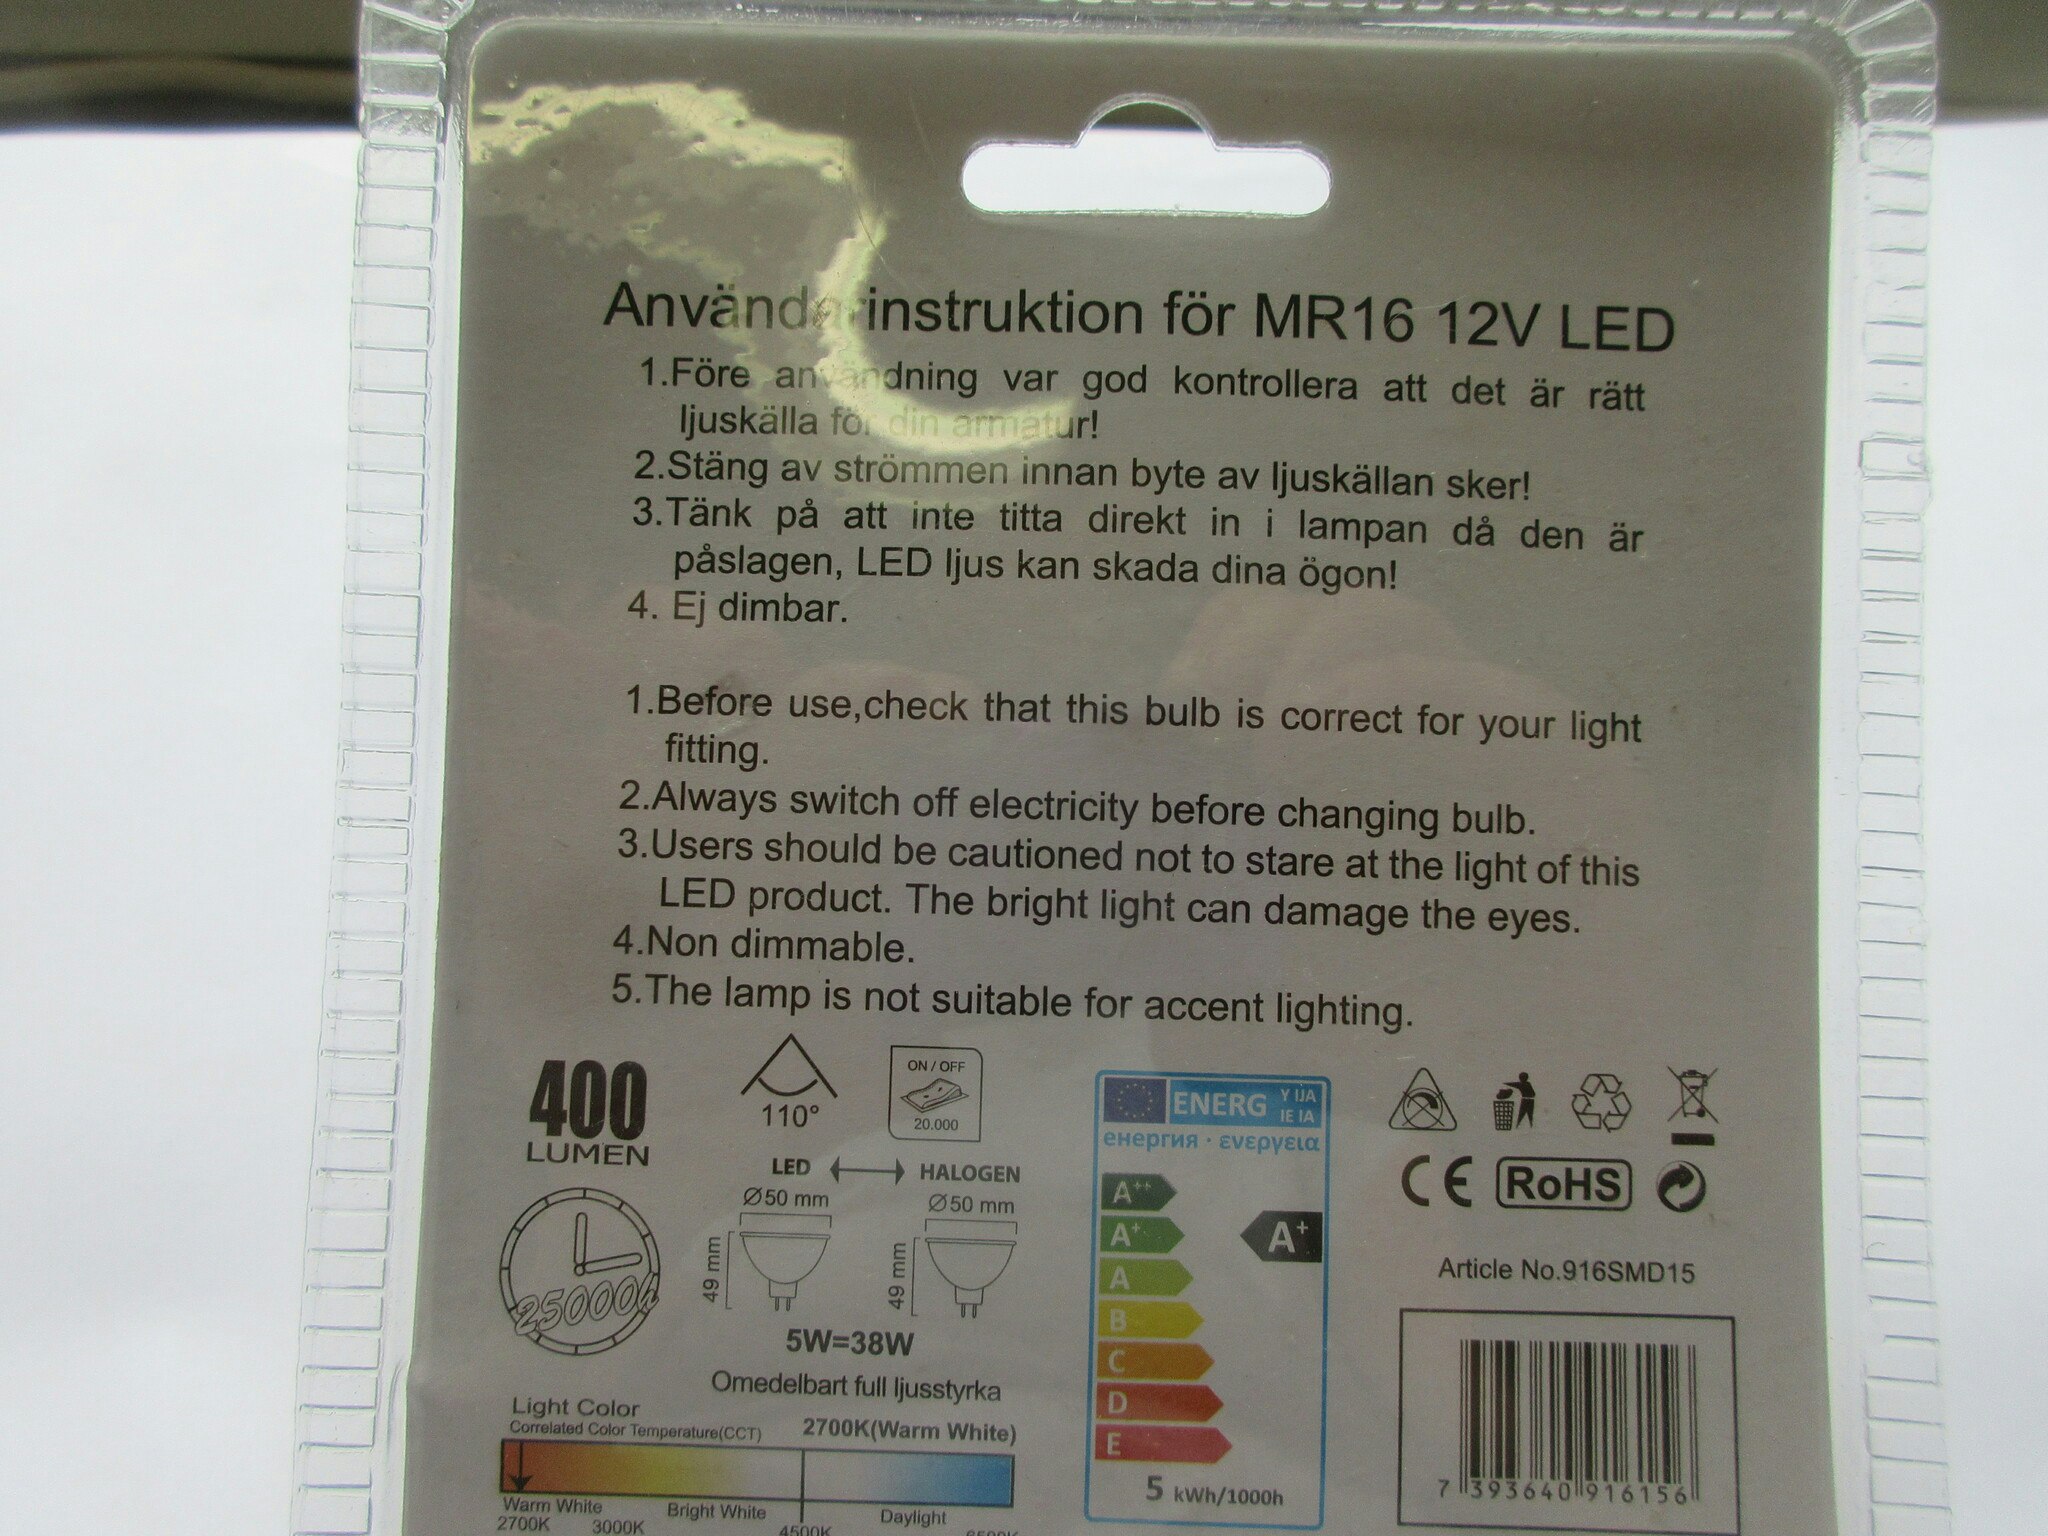 Användarinstruktion för MR16 12V LED
1.Före användning var god kontrollera att det är rätt
ljuskälla för din armatur!
2.Stäng av strömmen innan byte av ljuskällan sker!
3.Tänk på att inte titta direkt in i lampan då den är
påslagen, LED ljus kan skada dina ögon!
4. Ej dimbar.
1.Before use,check that this bulb is correct for your light
fitting.
2.Always switch off electricity before changing bulb.
3.Users should be cautioned not to stare at the light of this
LED product. The bright light can damage the eyes.
4.Non dimmable.
5.The lamp is not suitable for accent lighting.
400
LUMEN
110°
ON / OFF
20.000
25000h
LED HALOGEN
Ø50 mm Ø50 mm
49 mm 49 mm
5W=38W
Omedelbart full ljusstyrka
Light Color
Correlated Color Temperature(CCT) 2700K(Warm White)
Warm White Bright White Daylight
2700K 3000K 4500K 6500K
ENERG Y IJA
IE IA
енергия · ενεργεια
A++
A+ A+
A
B
C
D
E
5 kWh/1000h
CE RoHS
Article No.916SMD15
7 393640 916156